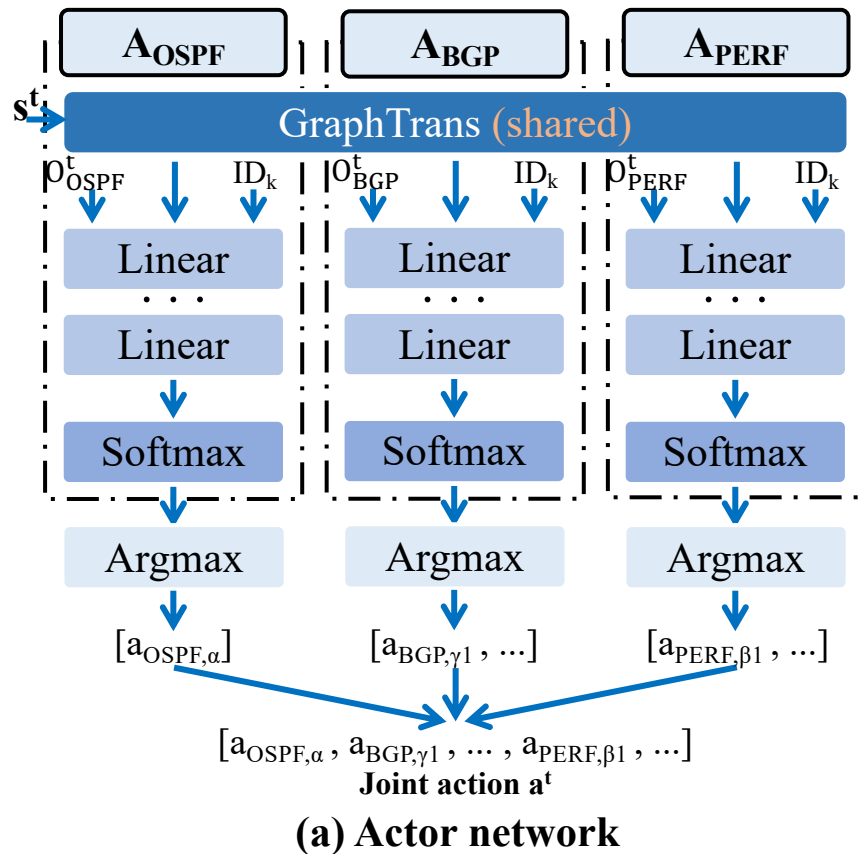 A_OSPF A_BGP A_PERF
s^t GraphTrans (shared)
O^t_OSPF ID_k O^t_BGP ID_k O^t_PERF ID_k
Linear Linear Linear
. . . . . . . . .
Linear Linear Linear
Softmax Softmax Softmax
Argmax Argmax Argmax
[a_OSPF,α] [a_BGP,γ1 , ...] [a_PERF,β1 , ...]
[a_OSPF,α , a_BGP,γ1 , ... , a_PERF,β1 , ...]
Joint action a^t
(a) Actor network